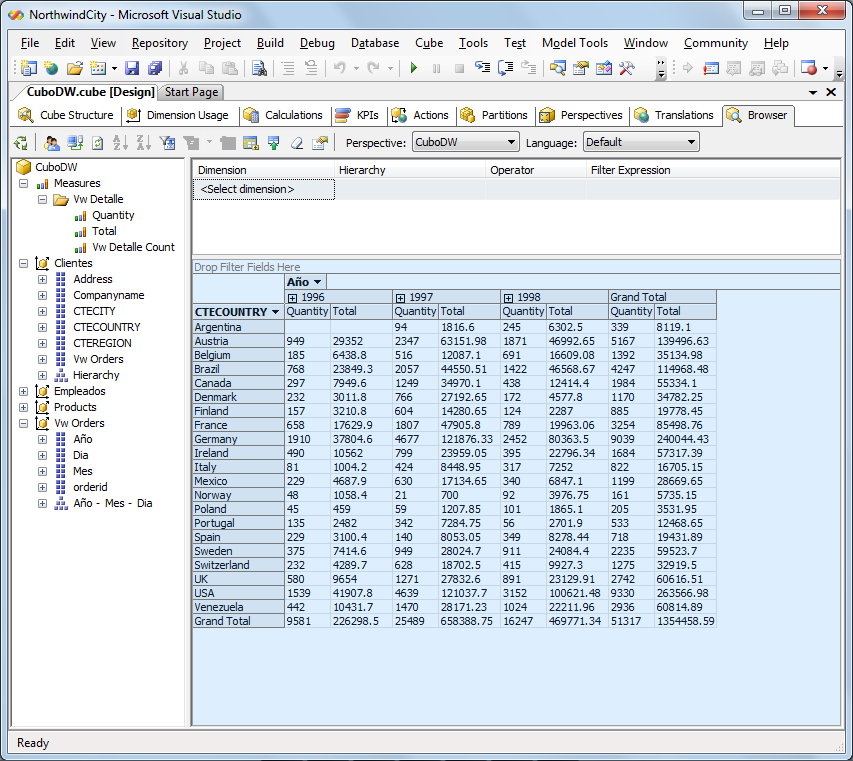 NorthwindCity - Microsoft Visual Studio
File Edit View Repository Project Build Debug Database Cube Tools Test Model Tools Window Community Help
CuboDW.cube [Design] Start Page
Cube Structure Dimension Usage Calculations KPIs Actions Partitions Perspectives Translations Browser
Perspective: CuboDW Language: Default
CuboDW
Measures
Vw Detalle
Quantity
Total
Vw Detalle Count
Clientes
Address
Companyname
CTECITY
CTECOUNTRY
CTEREGION
Vw Orders
Hierarchy
Empleados
Products
Vw Orders
Año
Dia
Mes
orderid
Año - Mes - Dia
Dimension Hierarchy Operator Filter Expression
<Select dimension>
Drop Filter Fields Here
Año
1996 1997 1998 Grand Total
CTECOUNTRY Quantity Total Quantity Total Quantity Total Quantity Total
Argentina 94 1816.6 245 6302.5 339 8119.1
Austria 949 29352 2347 63151.98 1871 46992.65 5167 139496.63
Belgium 185 6438.8 516 12087.1 691 16609.08 1392 35134.98
Brazil 768 23849.3 2057 44550.51 1422 46568.67 4247 114968.48
Canada 297 7949.6 1249 34970.1 438 12414.4 1984 55334.1
Denmark 232 3011.8 766 27192.65 172 4577.8 1170 34782.25
Finland 157 3210.8 604 14280.65 124 2287 885 19778.45
France 658 17629.9 1807 47905.8 789 19963.06 3254 85498.76
Germany 1910 37804.6 4677 121876.33 2452 80363.5 9039 240044.43
Ireland 490 10562 799 23959.05 395 22796.34 1684 57317.39
Italy 81 1004.2 424 8448.95 317 7252 822 16705.15
Mexico 229 4687.9 630 17134.65 340 6847.1 1199 28669.65
Norway 48 1058.4 21 700 92 3976.75 161 5735.15
Poland 45 459 59 1207.85 101 1865.1 205 3531.95
Portugal 135 2482 342 7284.75 56 2701.9 533 12468.65
Spain 229 3100.4 140 8053.05 349 8278.44 718 19431.89
Sweden 375 7414.6 949 28024.7 911 24084.4 2235 59523.7
Switzerland 232 4289.7 628 18702.5 415 9927.3 1275 32919.5
UK 580 9654 1271 27832.6 891 23129.91 2742 60616.51
USA 1539 41907.8 4639 121037.7 3152 100621.48 9330 263566.98
Venezuela 442 10431.7 1470 28171.23 1024 22211.96 2936 60814.89
Grand Total 9581 226298.5 25489 658388.75 16247 469771.34 51317 1354458.59
Ready